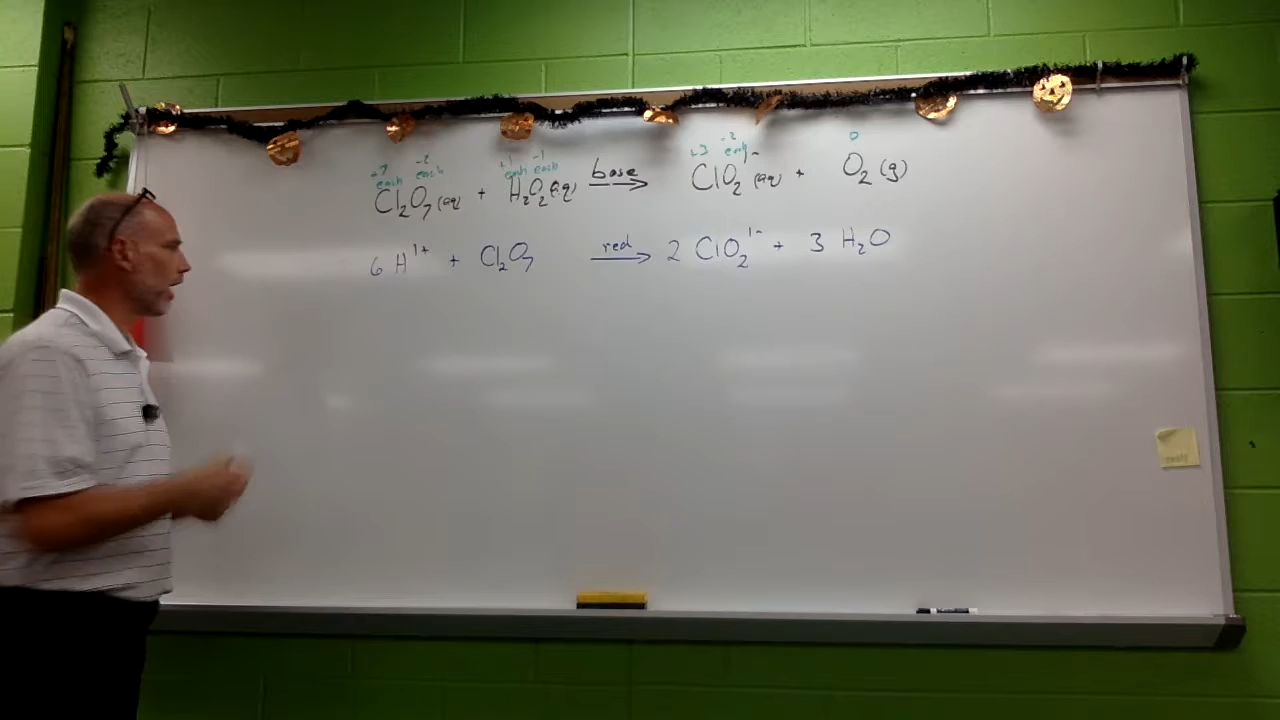 +7 each -2 each +1 each -1 each +3 -2 each 0
Cl₂O₇ (aq) + H₂O₂ (aq) base → ClO₂¹⁻ (aq) + O₂ (g)
6 H¹⁺ + Cl₂O₇ red → 2 ClO₂¹⁻ + 3 H₂O